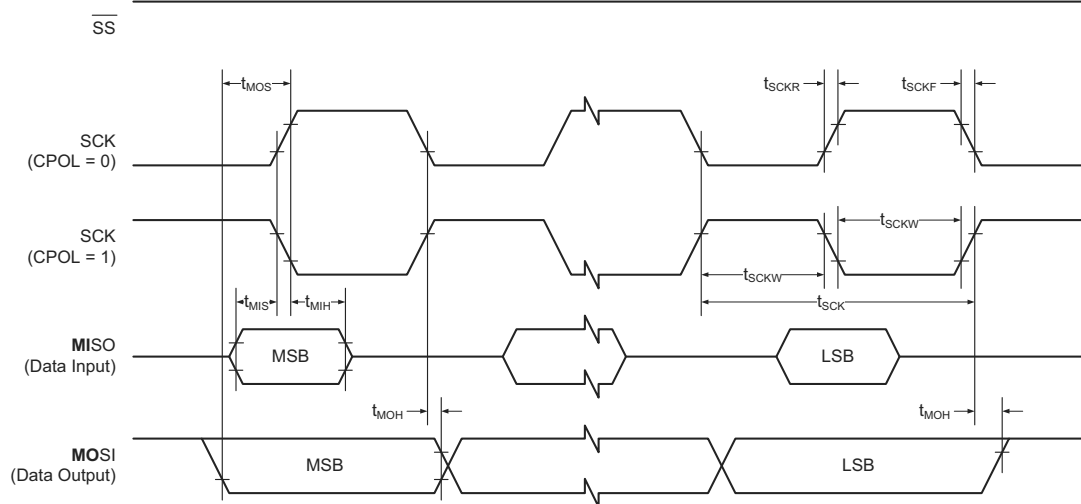 SS
tMOS
tSCKR
tSCKF
SCK
(CPOL = 0)
SCK
(CPOL = 1)
tSCKW
tSCKW
tSCK
tMIS
tMIH
MISO
(Data Input)
MSB
LSB
tMOH
tMOH
MOSI
(Data Output)
MSB
LSB